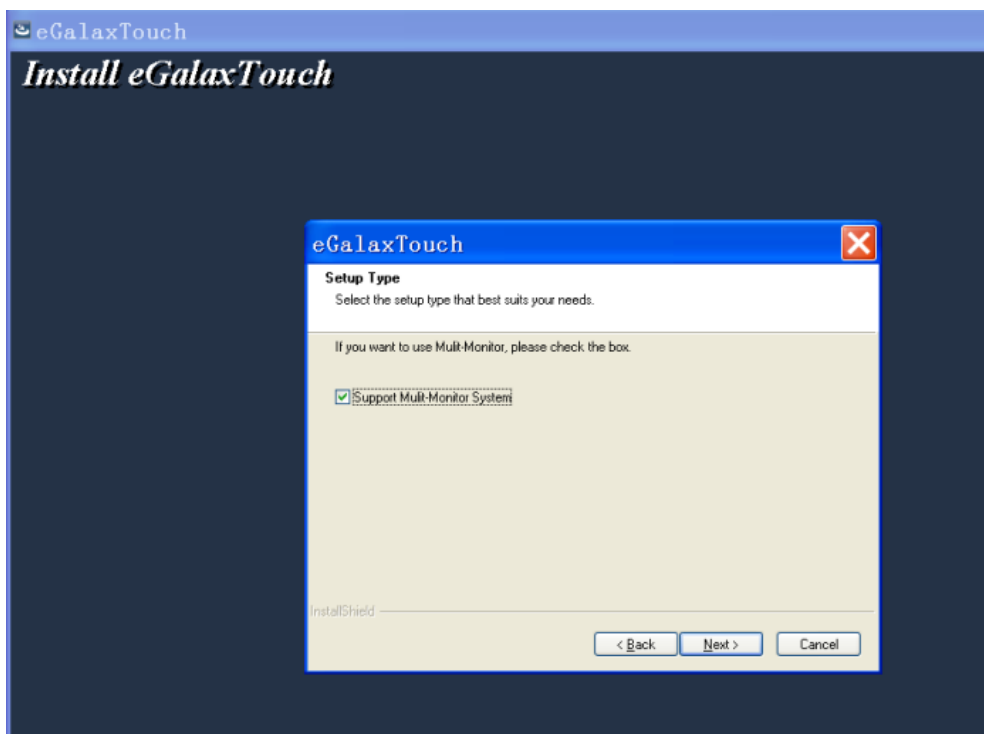 eGalaxTouch
Install eGalaxTouch
eGalaxTouch
Setup Type
Select the setup type that best suits your needs.
If you want to use Mulit-Monitor, please check the box.
Support Mulit-Monitor System
InstallShield
< Back Next > Cancel